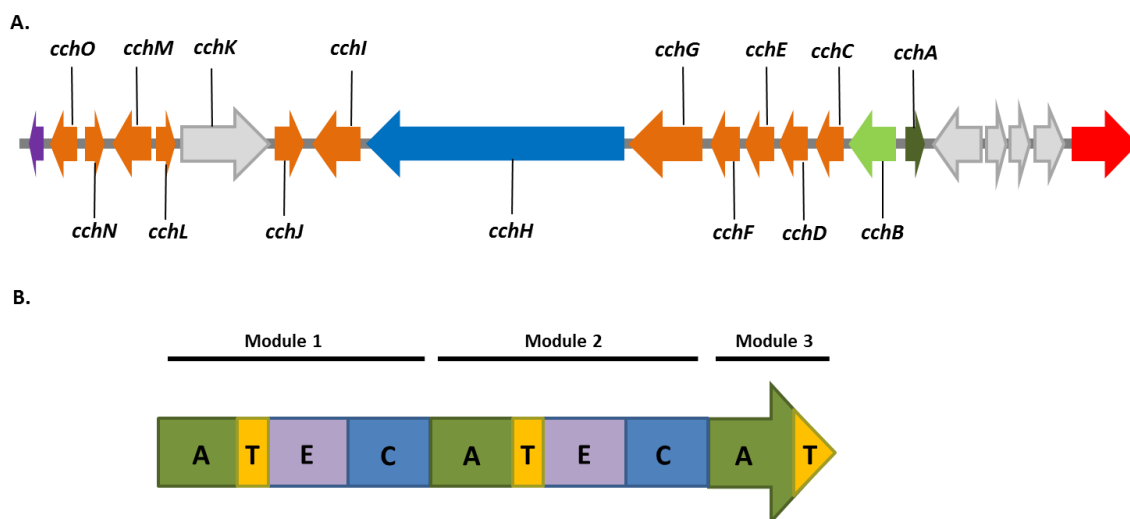 A.
cchO cchM cchK cchI cchG cchE cchC cchA
cchN cchL cchJ cchH cchF cchD cchB
B.
Module 1 Module 2 Module 3
A T E C A T E C A T